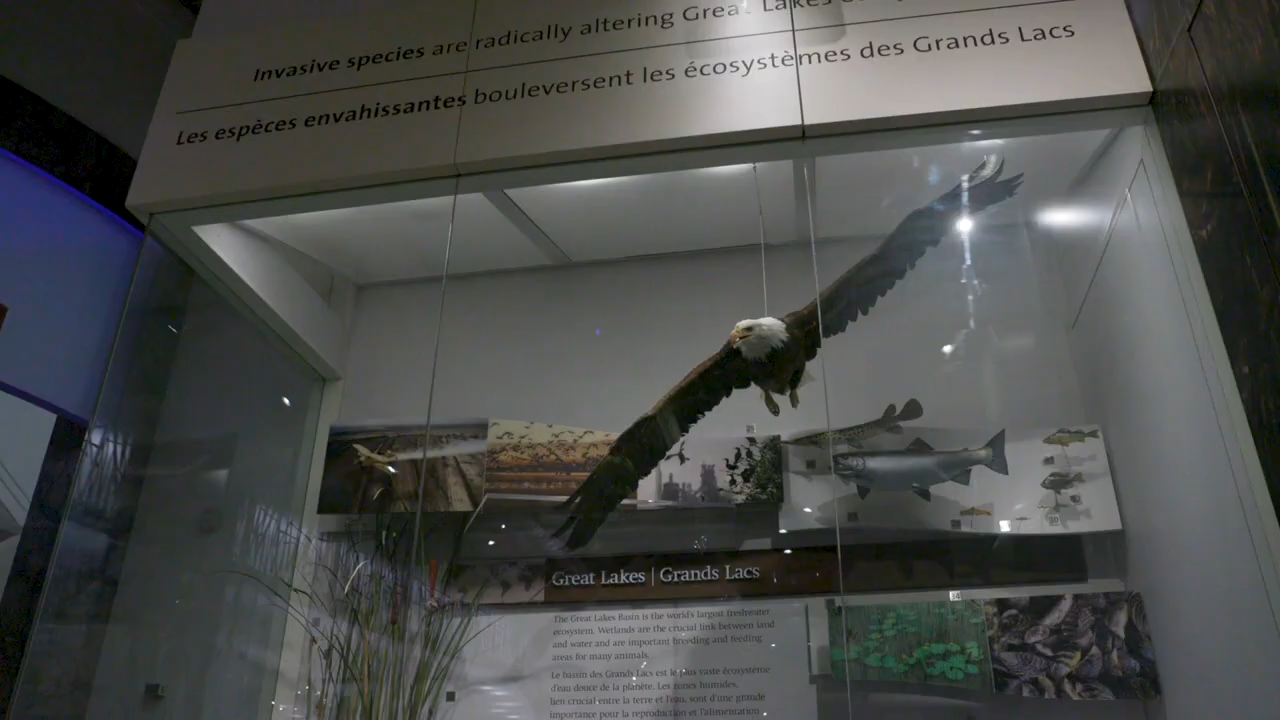 Invasive species are radically altering Great Lakes
Les espèces envahissantes bouleversent les écosystèmes des Grands Lacs
Great Lakes | Grands Lacs
The Great Lakes Basin is the world's largest freshwater
ecosystem. Wetlands are the crucial link between land
and water and are important breeding and feeding
areas for many animals.
Le bassin des Grands Lacs est le plus vaste écosystème
d'eau douce de la planète. Les zones humides,
lien crucial entre la terre et l'eau, sont d'une grande
importance pour la reproduction et l'alimentation
34